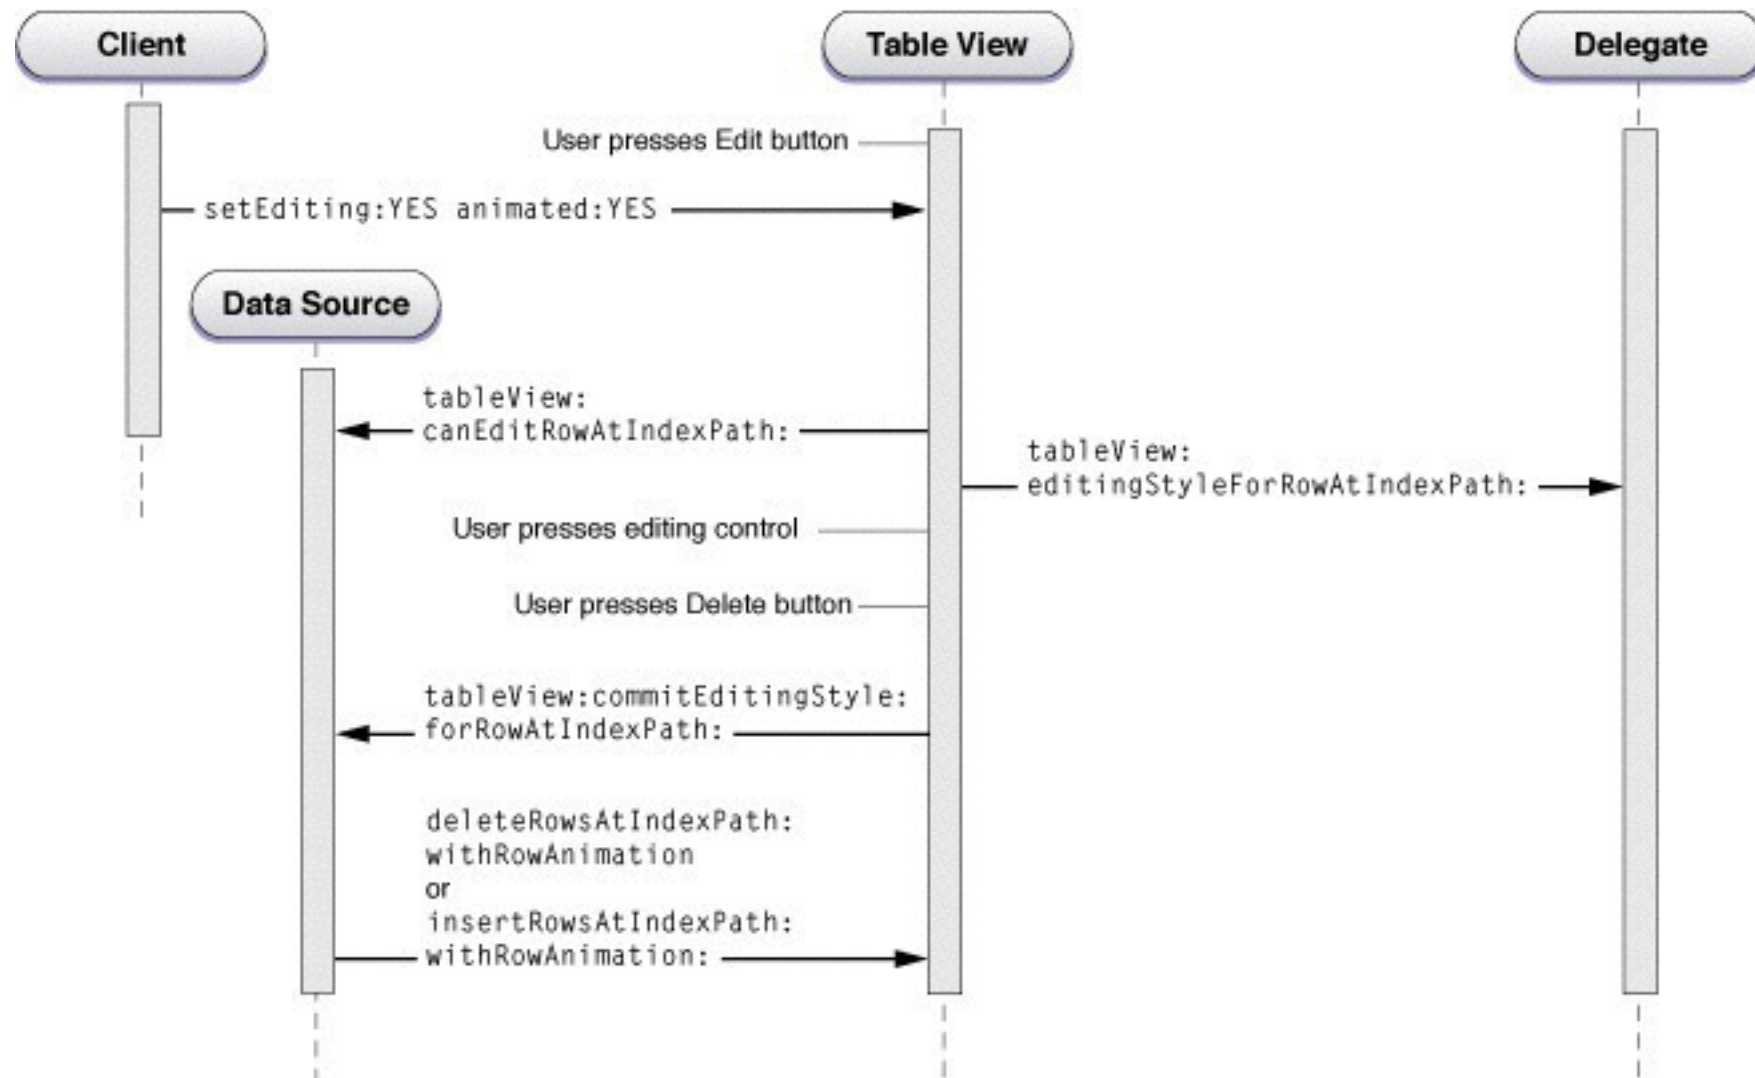 Client
Table View
Delegate
User presses Edit button
setEditing:YES animated:YES
Data Source
tableView:
canEditRowAtIndexPath:
tableView:
editingStyleForRowAtIndexPath:
User presses editing control
User presses Delete button
tableView:commitEditingStyle:
forRowAtIndexPath:
deleteRowsAtIndexPath:
withRowAnimation
or
insertRowsAtIndexPath:
withRowAnimation: